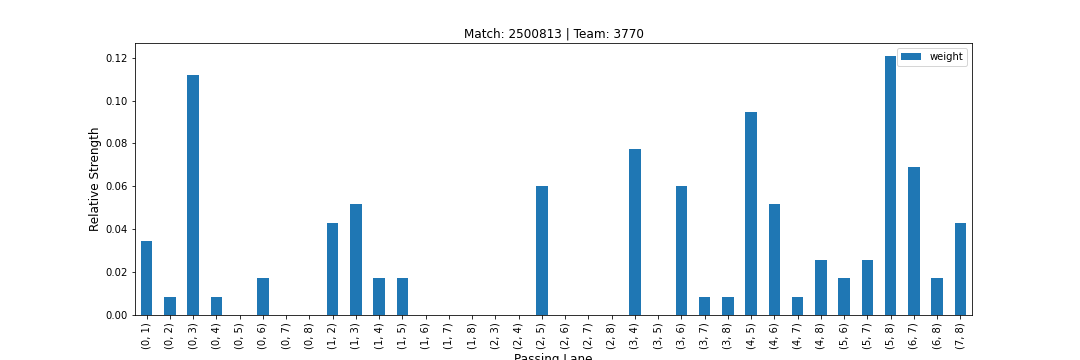 Match: 2500813 | Team: 3770
weight
Relative Strength
0.12
0.10
0.08
0.06
0.04
0.02
0.00
(0, 1) (0, 2) (0, 3) (0, 4) (0, 5) (0, 6) (0, 7) (0, 8) (1, 2) (1, 3) (1, 4) (1, 5) (1, 6) (1, 7) (1, 8) (2, 3) (2, 4) (2, 5) (2, 6) (2, 7) (2, 8) (3, 4) (3, 5) (3, 6) (3, 7) (3, 8) (4, 5) (4, 6) (4, 7) (4, 8) (5, 6) (5, 7) (5, 8) (6, 7) (6, 8) (7, 8)
Passing Lane